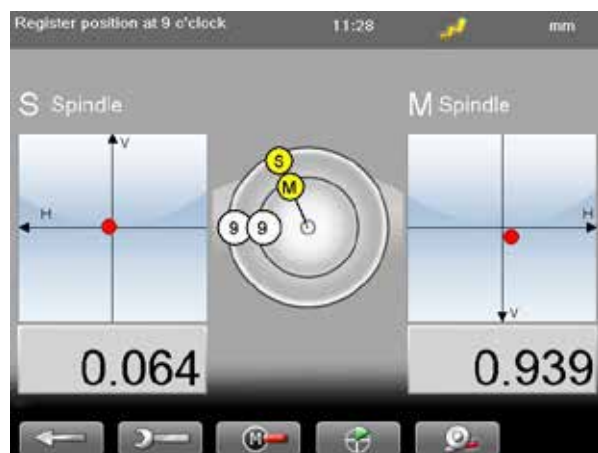 Register position at 9 o'clock 11:28 mm
S Spindle M Spindle
V
H
S
M
9 9
H
V
0.064 0.939
M